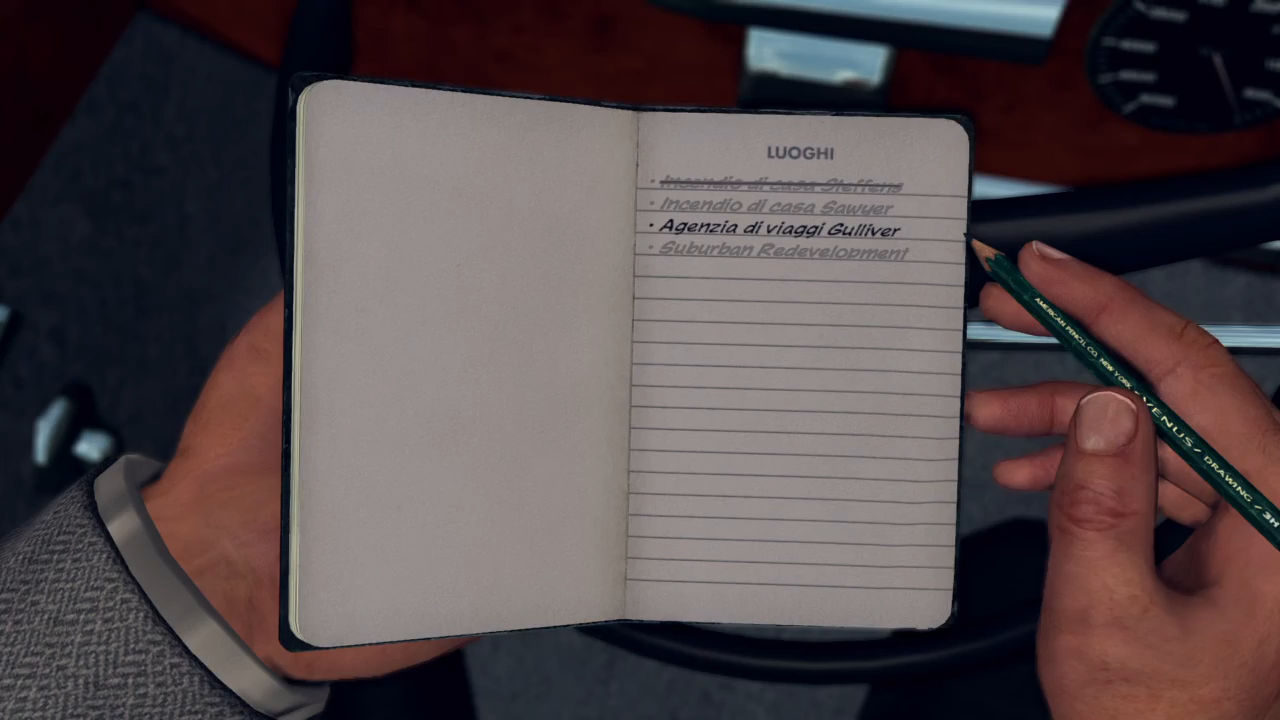 LUOGHI
· Incendio di casa Steffens
· Incendio di casa Sawyer
· Agenzia di viaggi Gulliver
· Suburban Redevelopment
AMERICAN PENCIL CO. NEW YORK VENUS / DRAWING / 3H